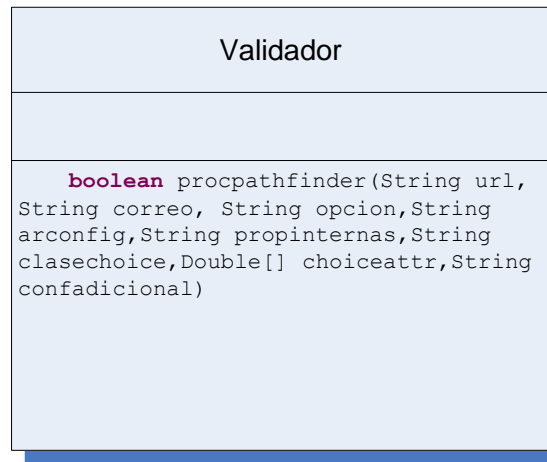 Validador
boolean procpathfinder(String url,
String correo, String opcion,String
arconfig,String propinternas,String
clasechoice,Double[] choiceattr,String
confadicional)